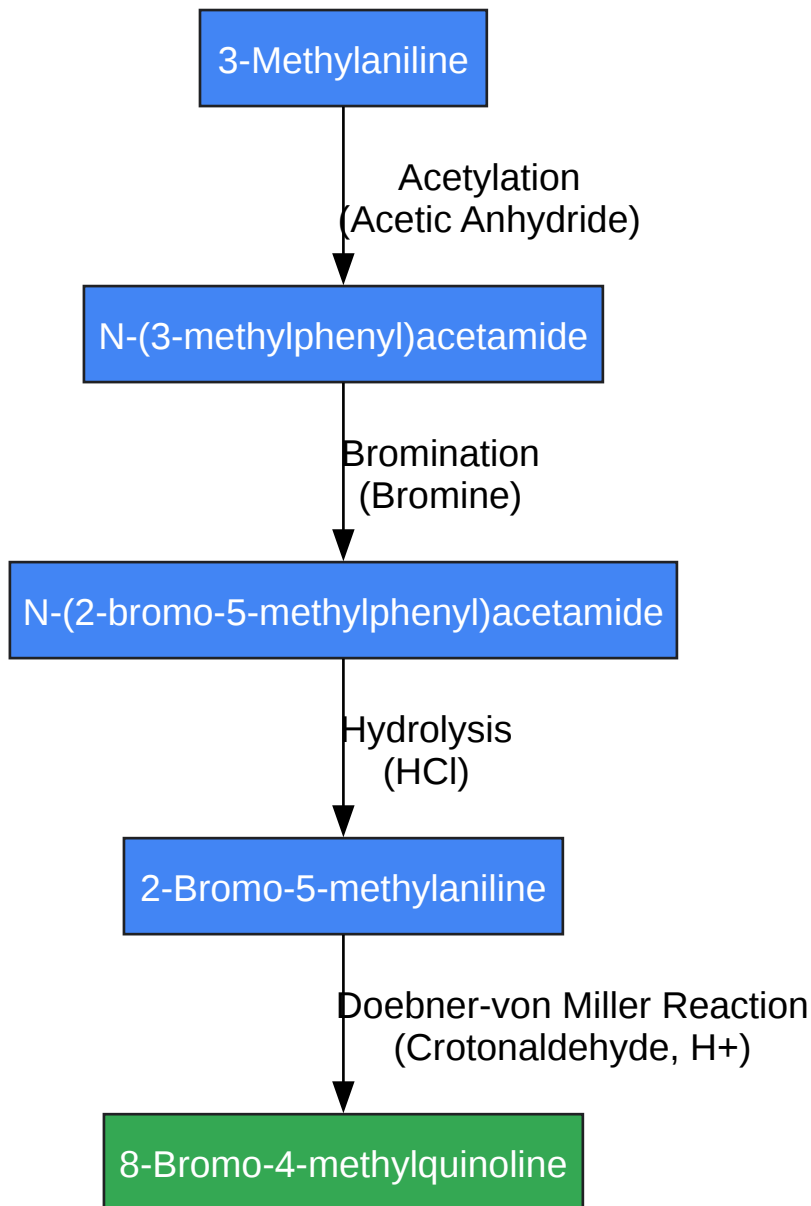 3-Methylaniline
Acetylation
(Acetic Anhydride)
N-(3-methylphenyl)acetamide
Bromination
(Bromine)
N-(2-bromo-5-methylphenyl)acetamide
Hydrolysis
(HCl)
2-Bromo-5-methylaniline
Doebner-von Miller Reaction
(Crotonaldehyde, H+)
8-Bromo-4-methylquinoline